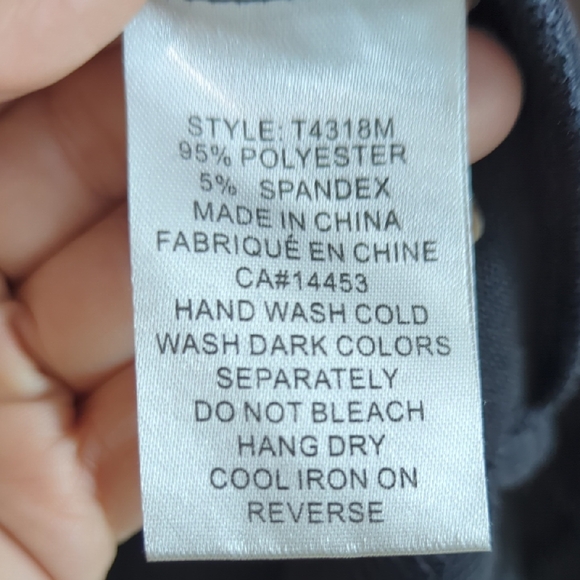 STYLE: T4318M
95% POLYESTER
5% SPANDEX
MADE IN CHINA
FABRIQUÉ EN CHINE
CA#14453
HAND WASH COLD
WASH DARK COLORS
SEPARATELY
DO NOT BLEACH
HANG DRY
COOL IRON ON
REVERSE